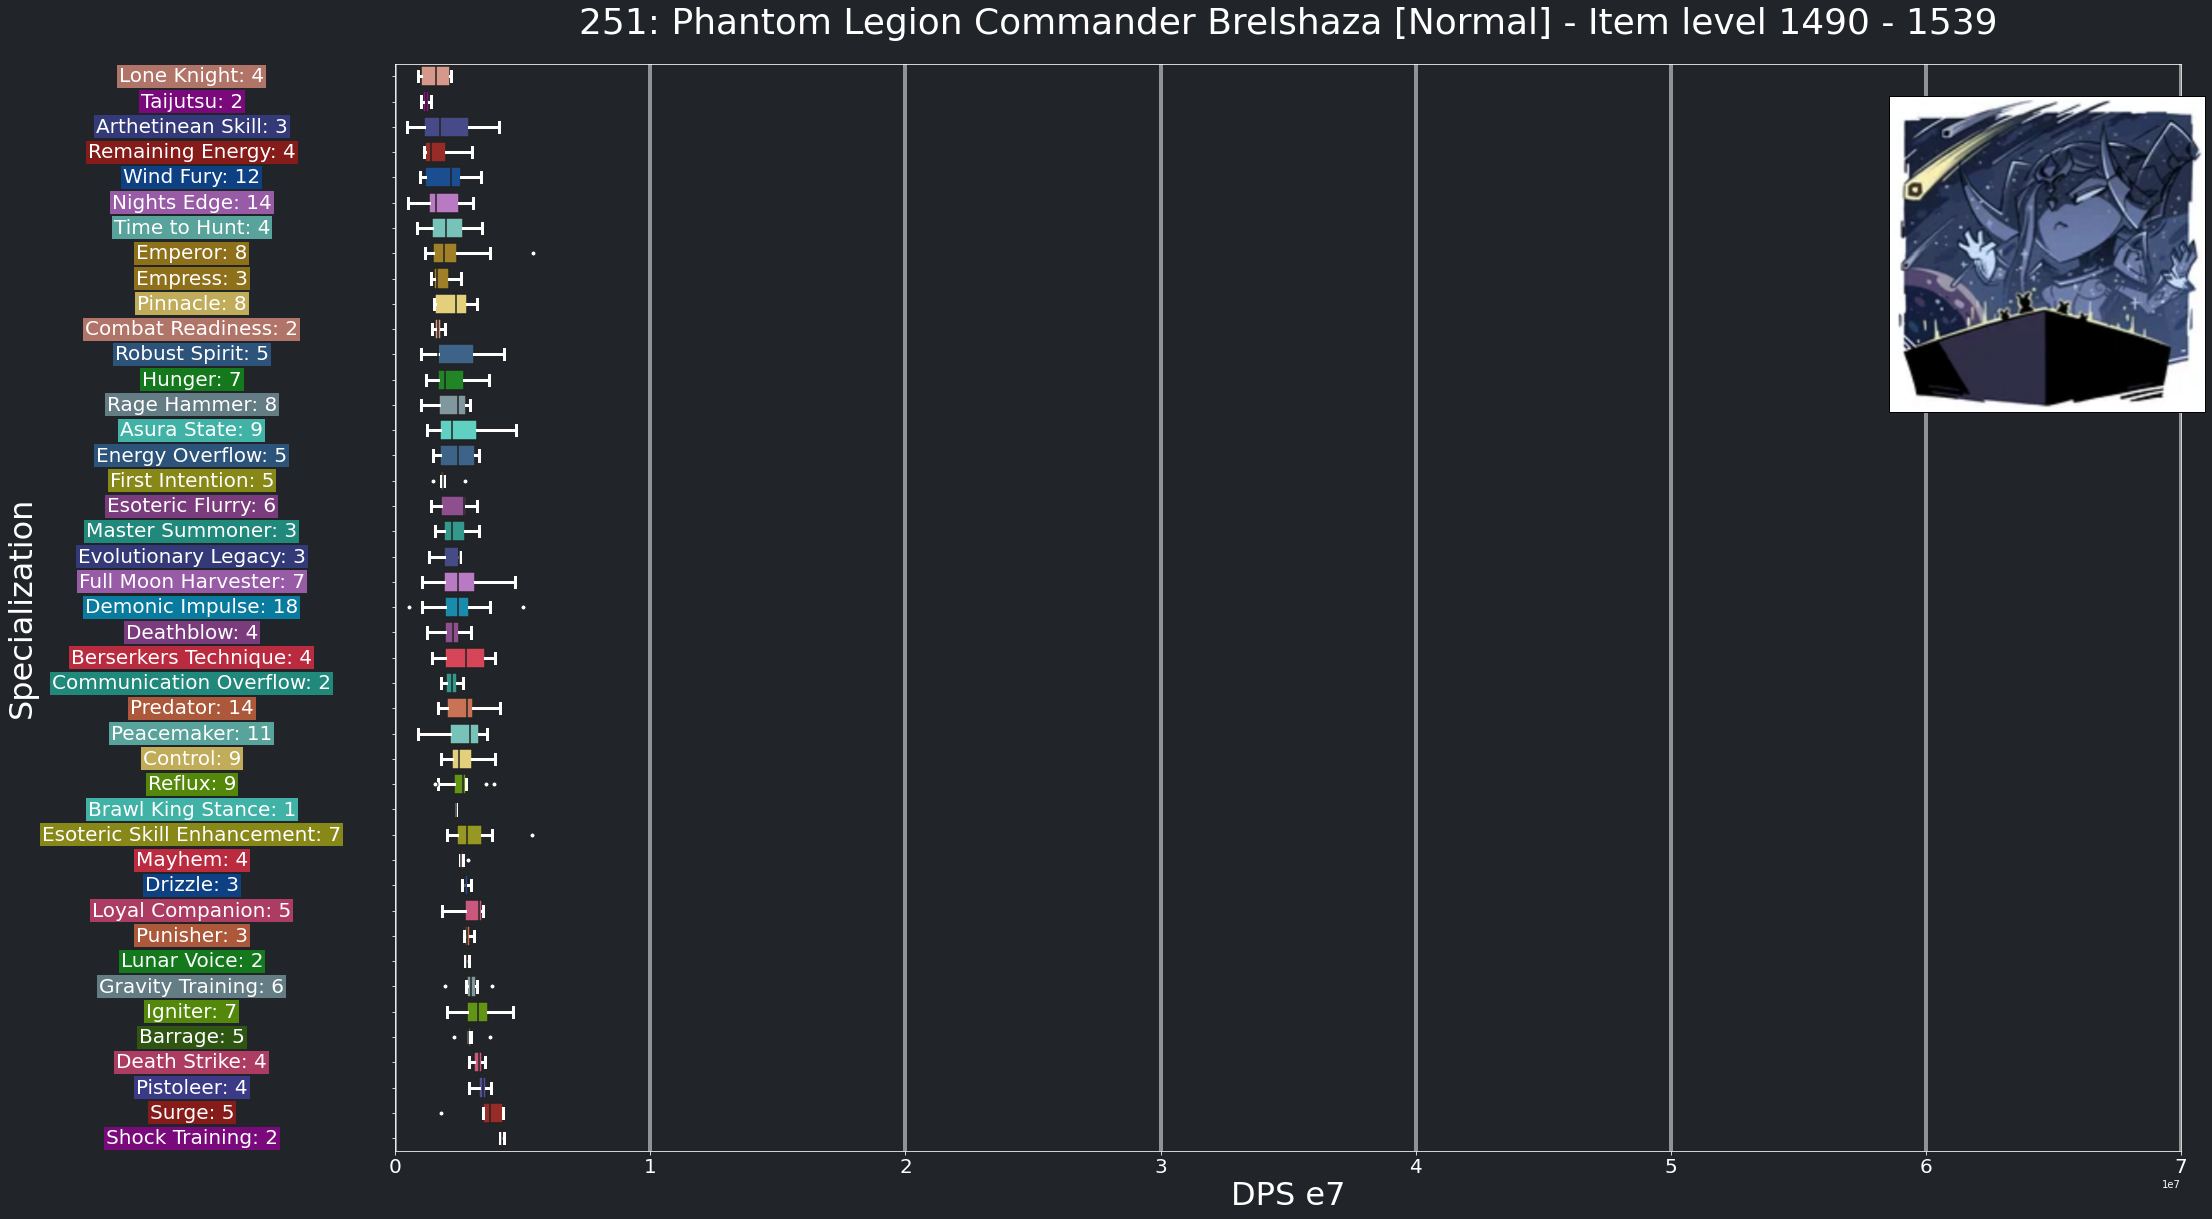 251: Phantom Legion Commander Brelshaza [Normal] - Item level 1490 - 1539
Specialization
Lone Knight: 4
Taijutsu: 2
Arthetinean Skill: 3
Remaining Energy: 4
Wind Fury: 12
Nights Edge: 14
Time to Hunt: 4
Emperor: 8
Empress: 3
Pinnacle: 8
Combat Readiness: 2
Robust Spirit: 5
Hunger: 7
Rage Hammer: 8
Asura State: 9
Energy Overflow: 5
First Intention: 5
Esoteric Flurry: 6
Master Summoner: 3
Evolutionary Legacy: 3
Full Moon Harvester: 7
Demonic Impulse: 18
Deathblow: 4
Berserkers Technique: 4
Communication Overflow: 2
Predator: 14
Peacemaker: 11
Control: 9
Reflux: 9
Brawl King Stance: 1
Esoteric Skill Enhancement: 7
Mayhem: 4
Drizzle: 3
Loyal Companion: 5
Punisher: 3
Lunar Voice: 2
Gravity Training: 6
Igniter: 7
Barrage: 5
Death Strike: 4
Pistoleer: 4
Surge: 5
Shock Training: 2
0 1 2 3 4 5 6 7
1e7
DPS e7